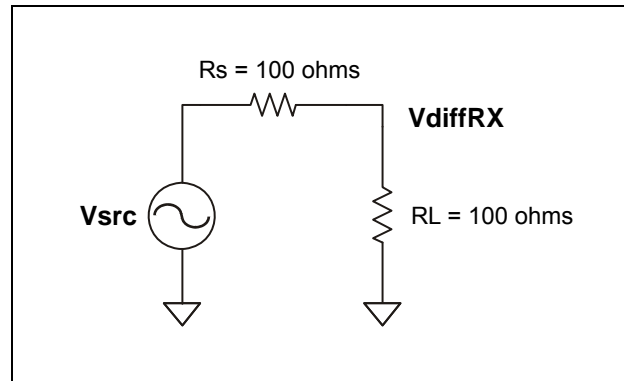 Rs = 100 ohms
VdiffRX
Vsrc
RL = 100 ohms